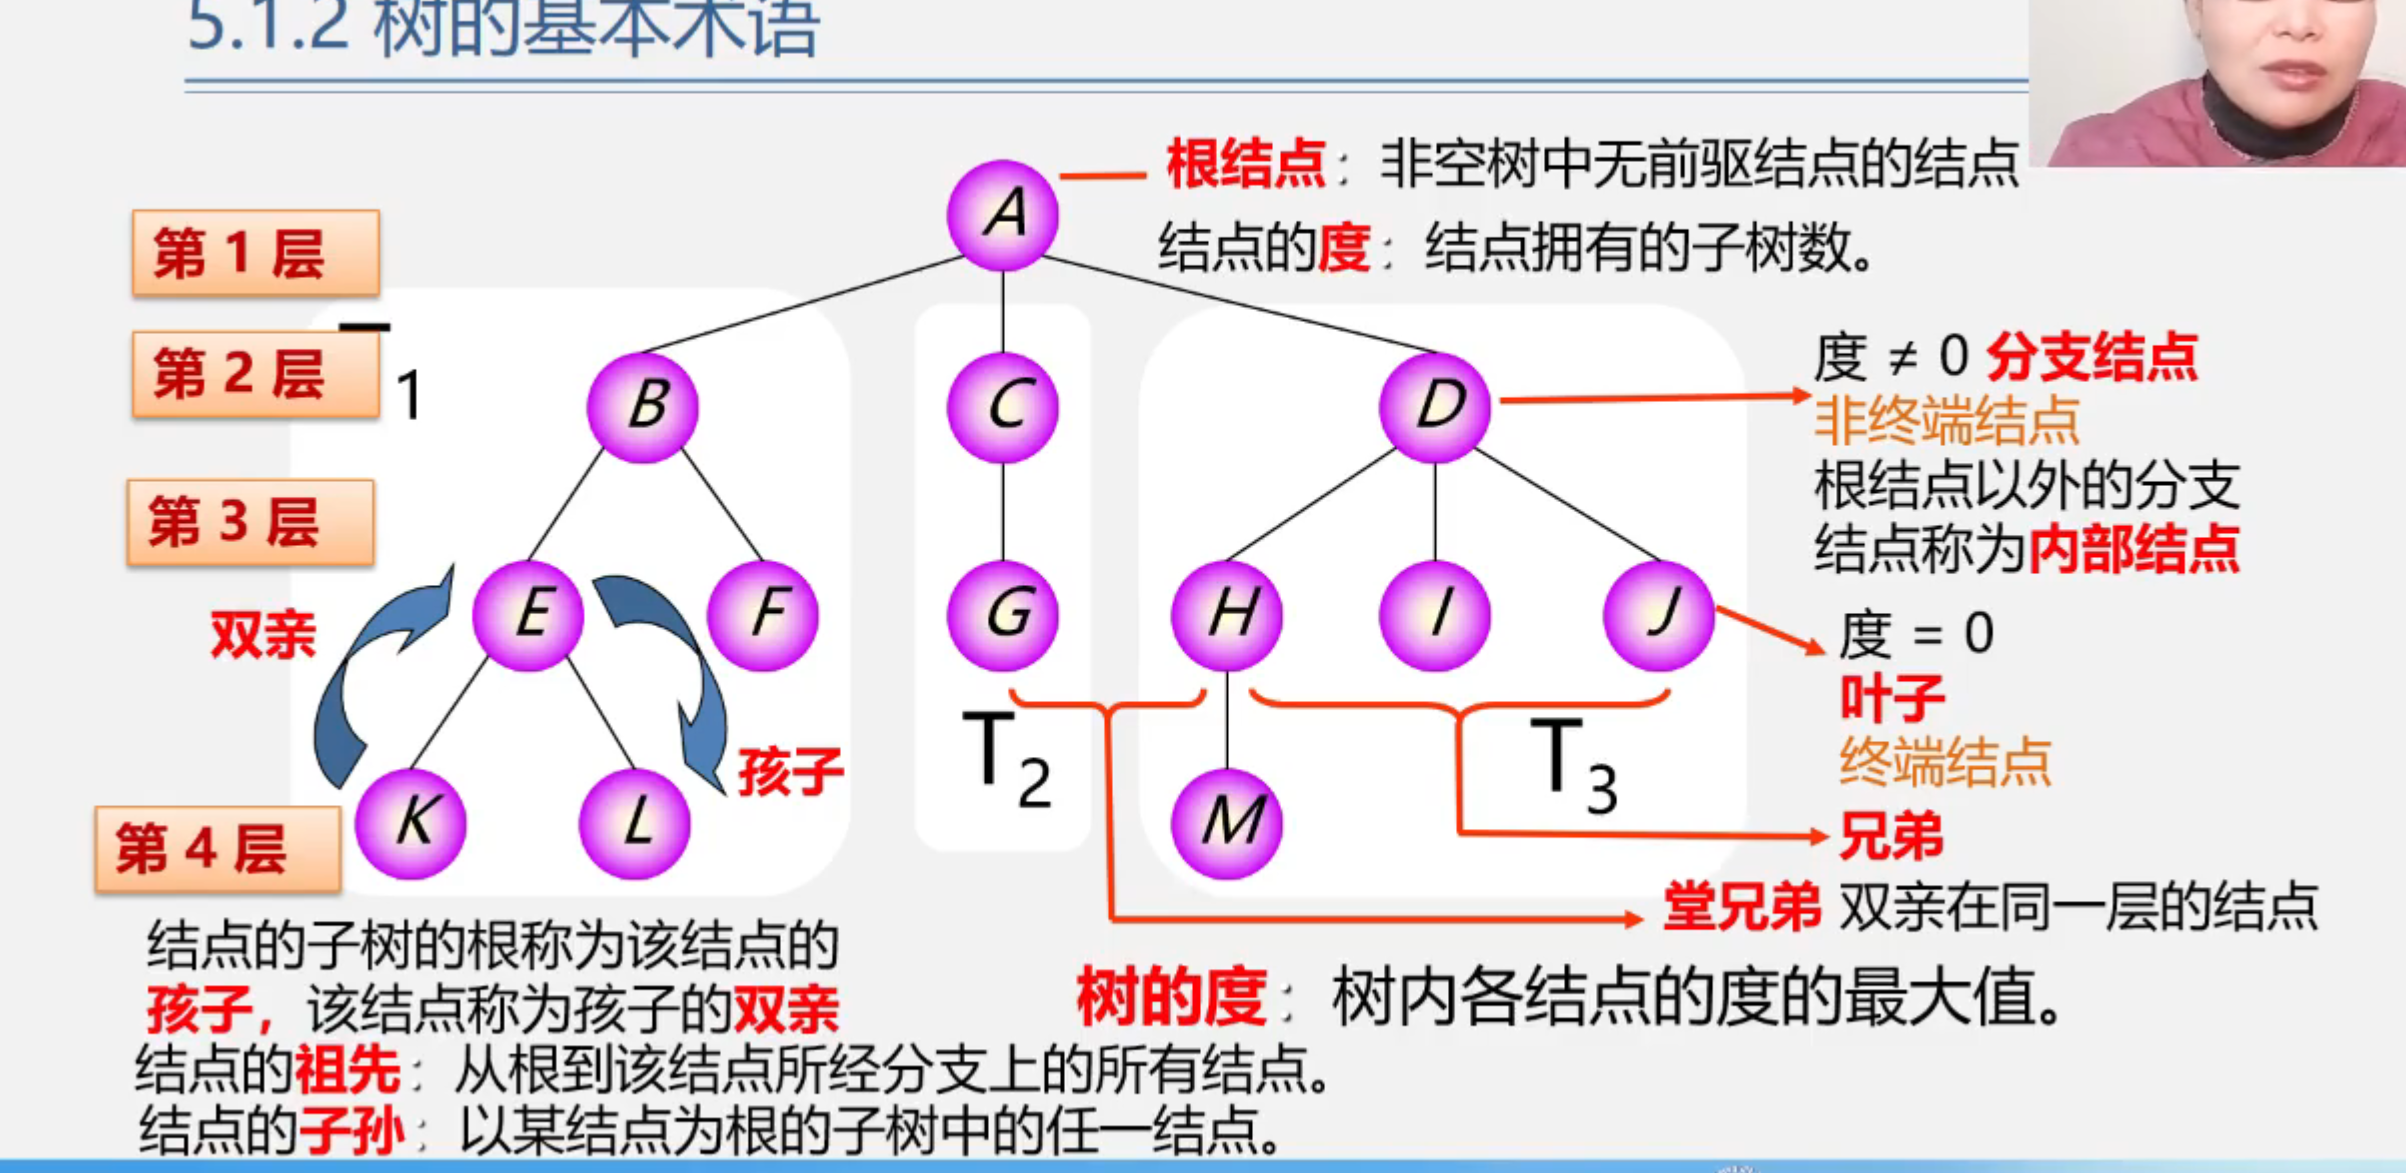 5.1.2 树的基本术语
根结点：非空树中无前驱结点的结点
结点的度：结点拥有的子树数。
A
第 1 层
第 2 层
1
B
C
D
度 ≠ 0 分支结点
非终端结点
根结点以外的分支
结点称为内部结点
第 3 层
双亲
E
F
G
H
I
J
度 = 0
叶子
终端结点
T2
T3
孩子
第 4 层
K
L
M
兄弟
堂兄弟 双亲在同一层的结点
结点的子树的根称为该结点的
孩子，该结点称为孩子的双亲
树的度：树内各结点的度的最大值。
结点的祖先：从根到该结点所经分支上的所有结点。
结点的子孙：以某结点为根的子树中的任一结点。